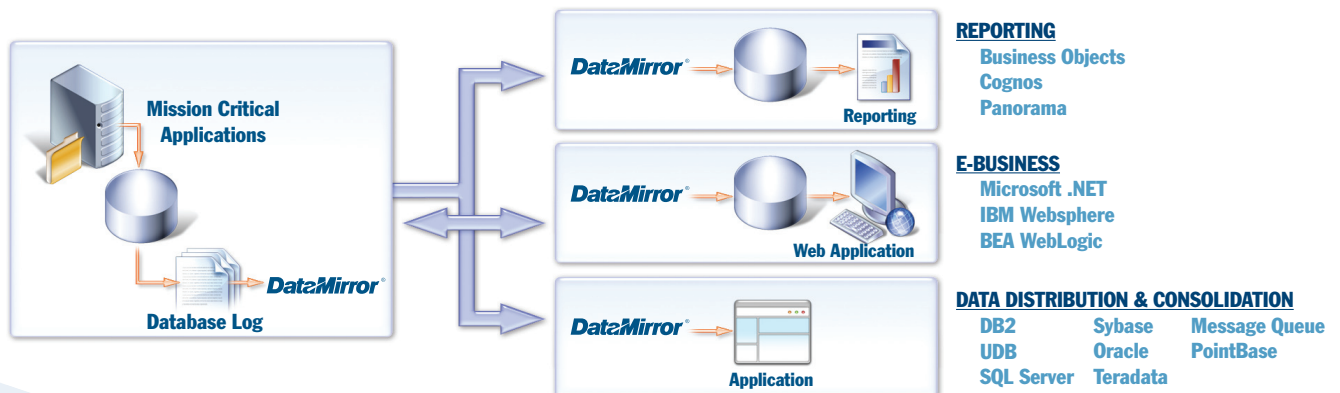 Mission Critical
Applications
DataMirror®
Database Log
DataMirror®
Reporting
DataMirror®
Web Application
DataMirror®
Application
REPORTING
Business Objects
Cognos
Panorama
E-BUSINESS
Microsoft .NET
IBM Websphere
BEA WebLogic
DATA DISTRIBUTION & CONSOLIDATION
DB2 Sybase Message Queue
UDB Oracle PointBase
SQL Server Teradata